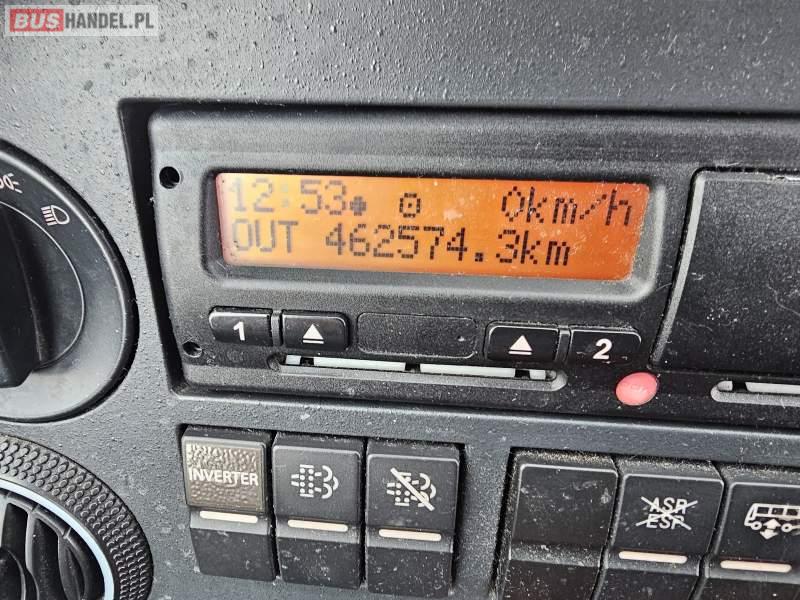 BUSHANDEL.PL
12:53 0km/h
OUT 462574.3km
1 2
INVERTER
ASR
ESP